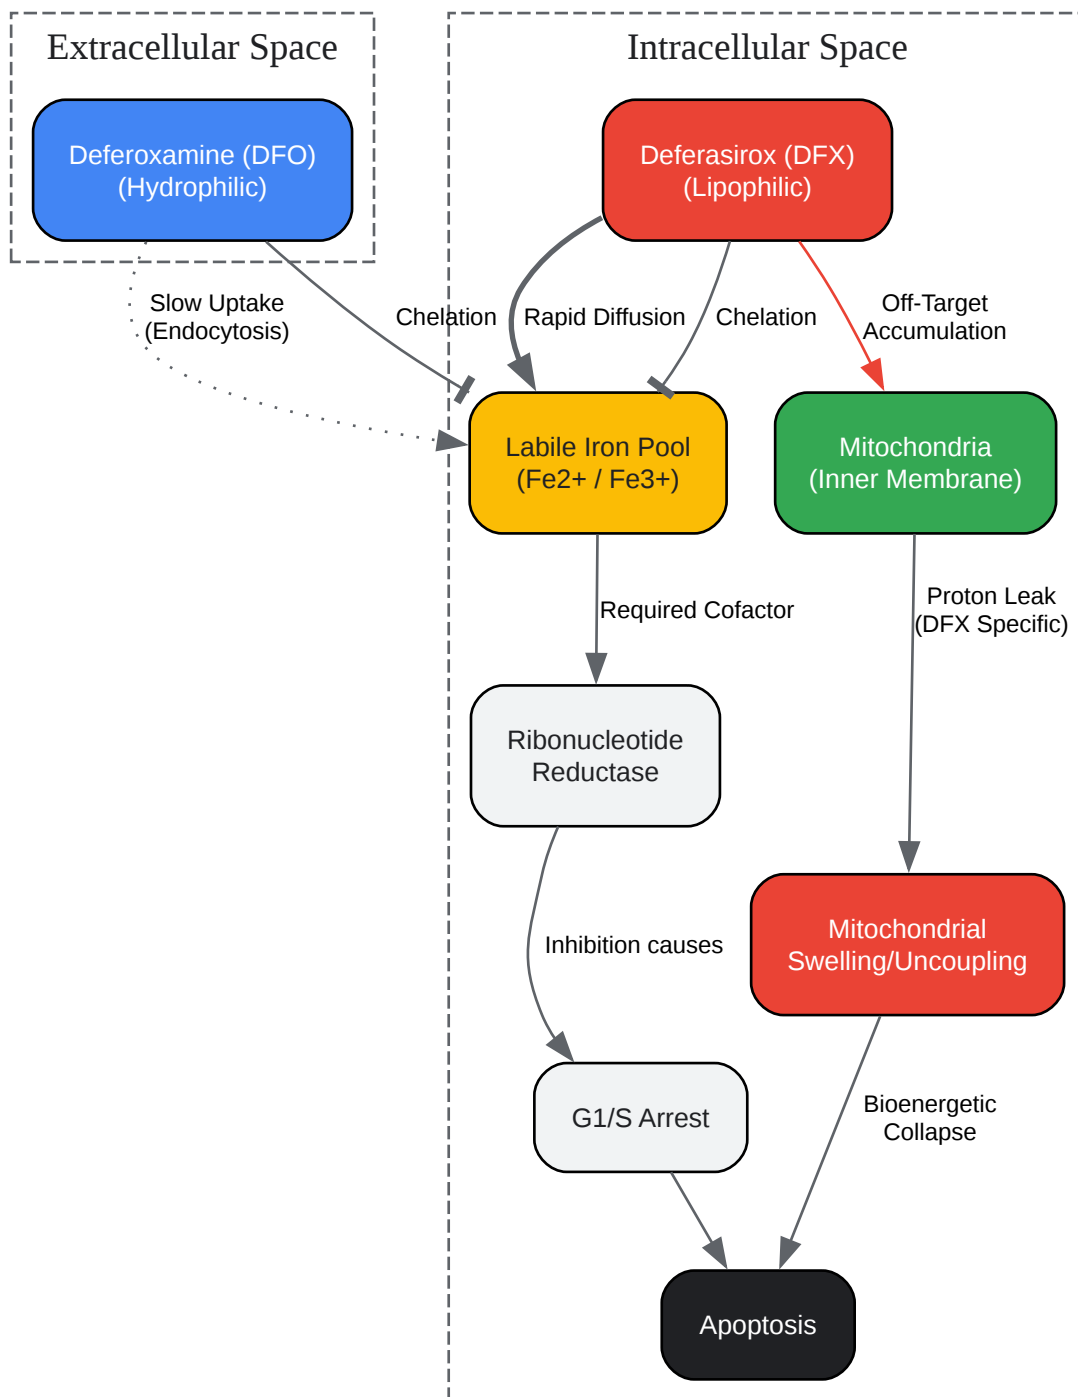 Extracellular Space
Intracellular Space
Deferoxamine (DFO)
(Hydrophilic)
Deferasirox (DFX)
(Lipophilic)
Slow Uptake
(Endocytosis)
Chelation
Rapid Diffusion
Chelation
Off-Target
Accumulation
Labile Iron Pool
(Fe2+ / Fe3+)
Mitochondria
(Inner Membrane)
Required Cofactor
Proton Leak
(DFX Specific)
Ribonucleotide
Reductase
Inhibition causes
Mitochondrial
Swelling/Uncoupling
G1/S Arrest
Bioenergetic
Collapse
Apoptosis